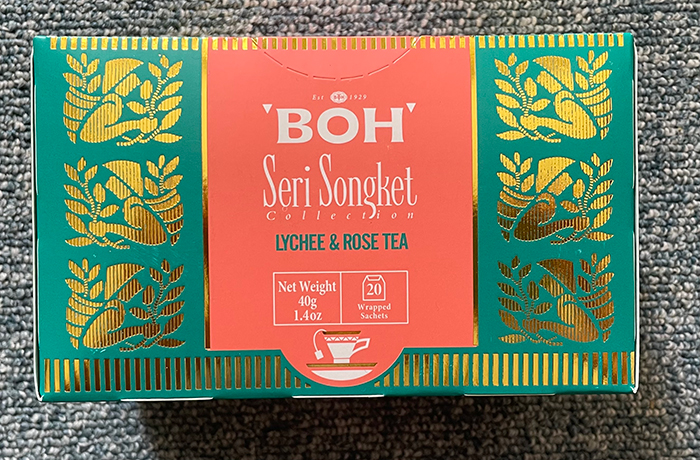 Est 1929
BOH
Seri Songket
Collection
LYCHEE & ROSE TEA
Net Weight
40g
1.4oz
20
Wrapped
Sachets